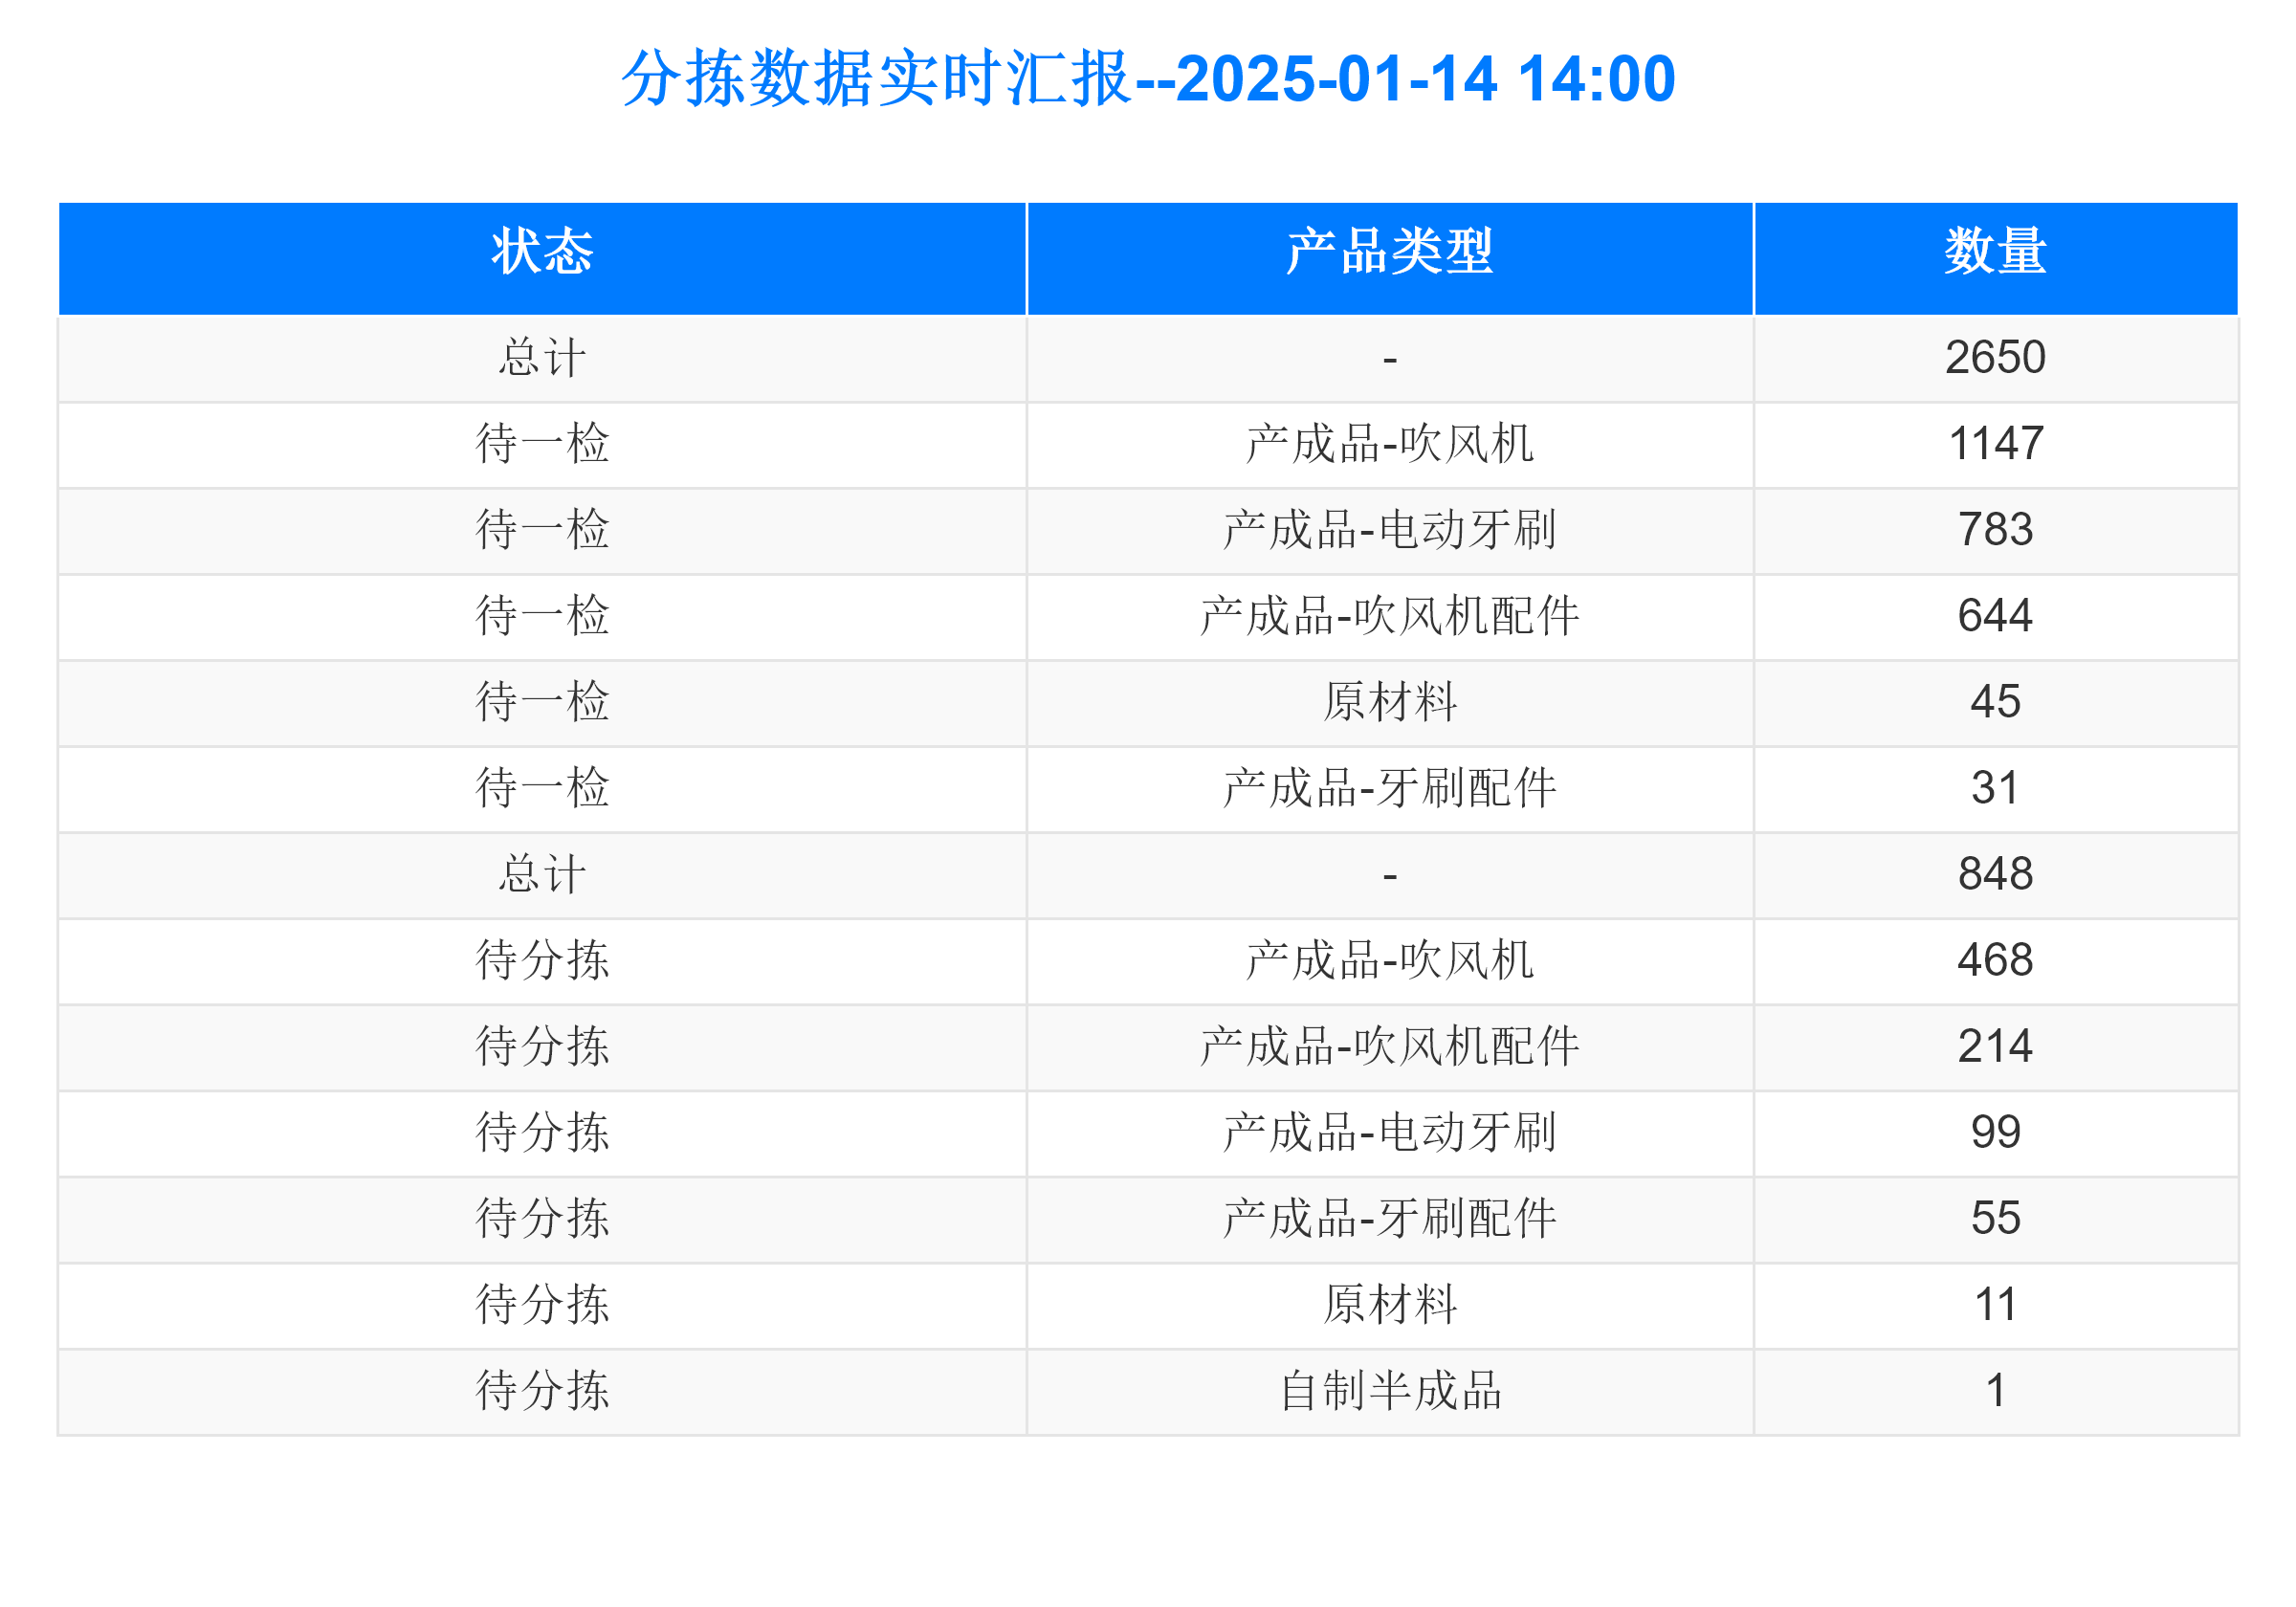 分拣数据实时汇报--2025-01-14 14:00
状态 产品类型 数量
总计 - 2650
待一检 产成品-吹风机 1147
待一检 产成品-电动牙刷 783
待一检 产成品-吹风机配件 644
待一检 原材料 45
待一检 产成品-牙刷配件 31
总计 - 848
待分拣 产成品-吹风机 468
待分拣 产成品-吹风机配件 214
待分拣 产成品-电动牙刷 99
待分拣 产成品-牙刷配件 55
待分拣 原材料 11
待分拣 自制半成品 1